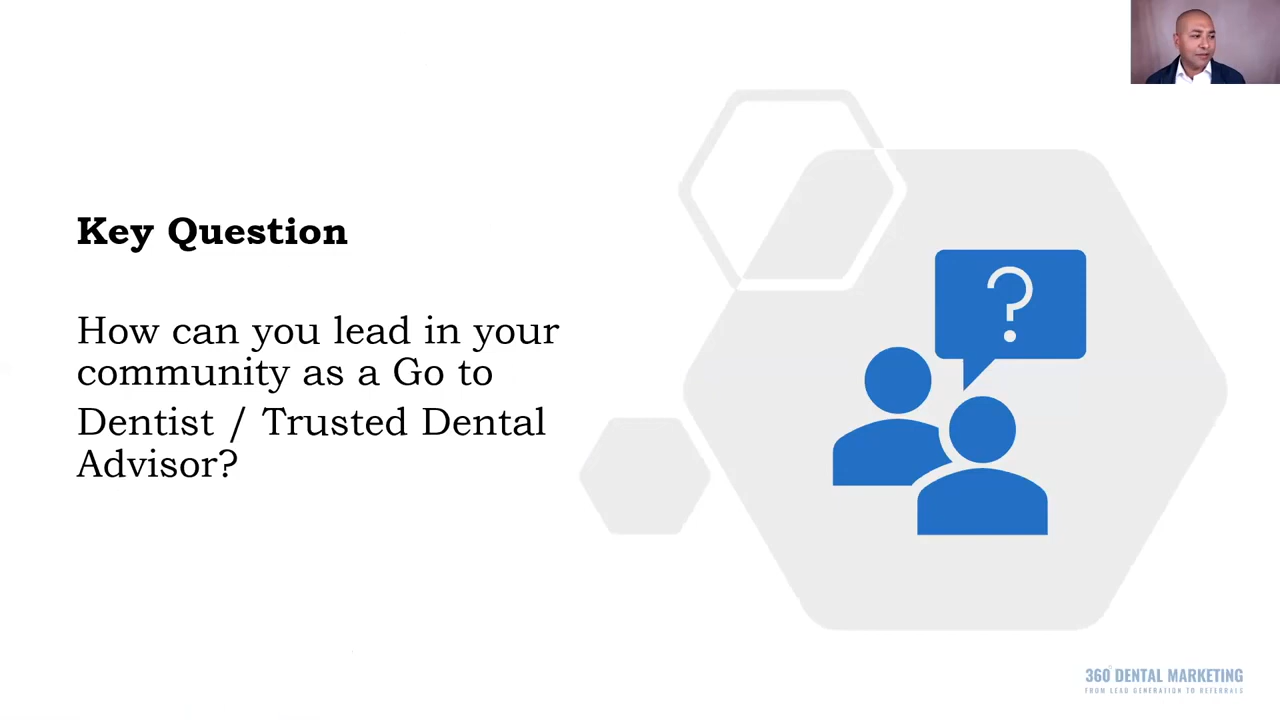 Key Question
How can you lead in your
community as a Go to
Dentist / Trusted Dental
Advisor?
?
360° DENTAL MARKETING
FROM LEAD GENERATION TO REFERRALS